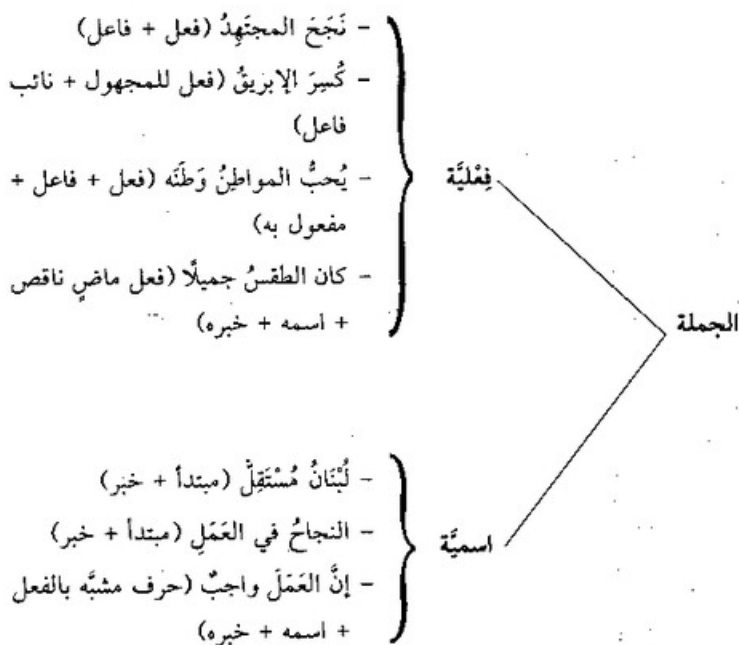 - نَجَحَ المجتَهِدُ (فعل + فاعل)
- كُسِرَ الإبريقُ (فعل للمجهول + نائب
فاعل)
- يُحبُّ المواطِنُ وَطَنَه (فعل + فاعل +
مفعول به)
- كان الطقسُ جميلًا (فعل ماضٍ ناقص
+ اسمه + خبره)
فِعْليَّة
الجملة
- لُبْنَانُ مُسْتَقِلٌّ (مبتدأ + خبر)
- النجاحُ في العَمَلِ (مبتدأ + خبر)
- إنَّ العَمَلَ واجبٌ (حرف مشبَّه بالفعل
+ اسمه + خبره)
اسميَّة